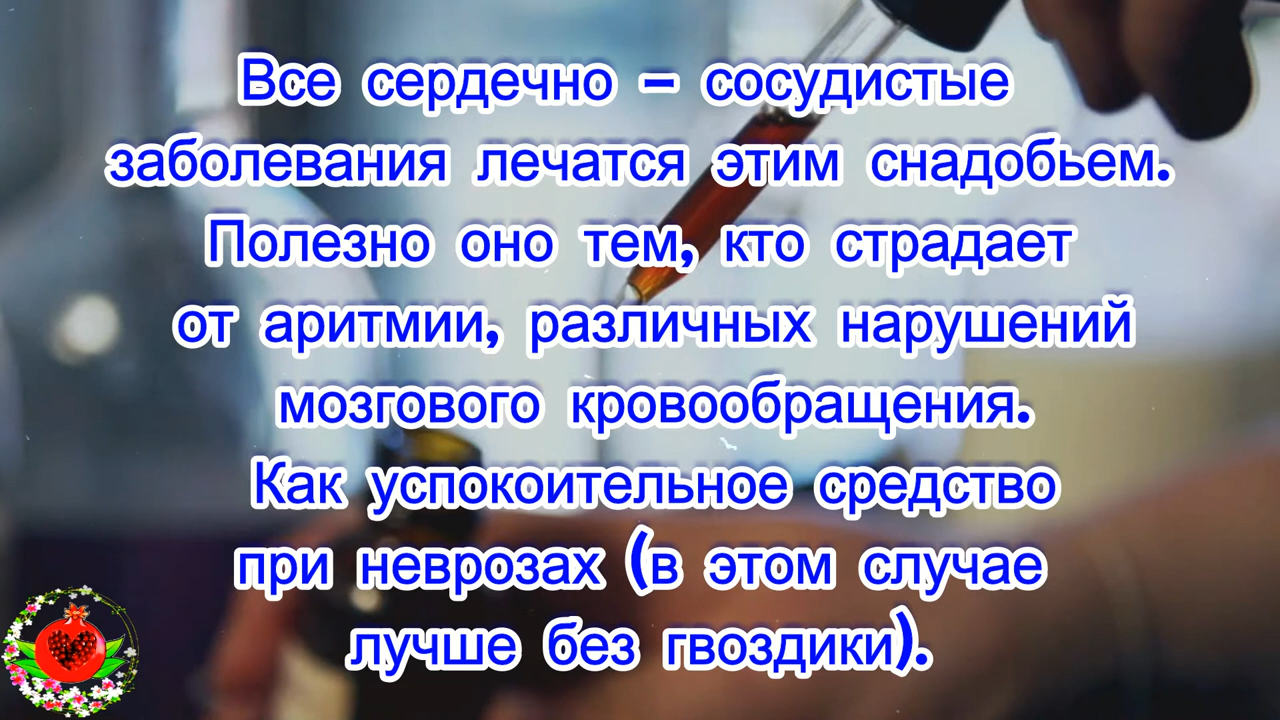 Все сердечно – сосудистые
заболевания лечатся этим снадобьем.
Полезно оно тем, кто страдает
от аритмии, различных нарушений
мозгового кровообращения.
Как успокоительное средство
при неврозах (в этом случае
лучше без гвоздики).